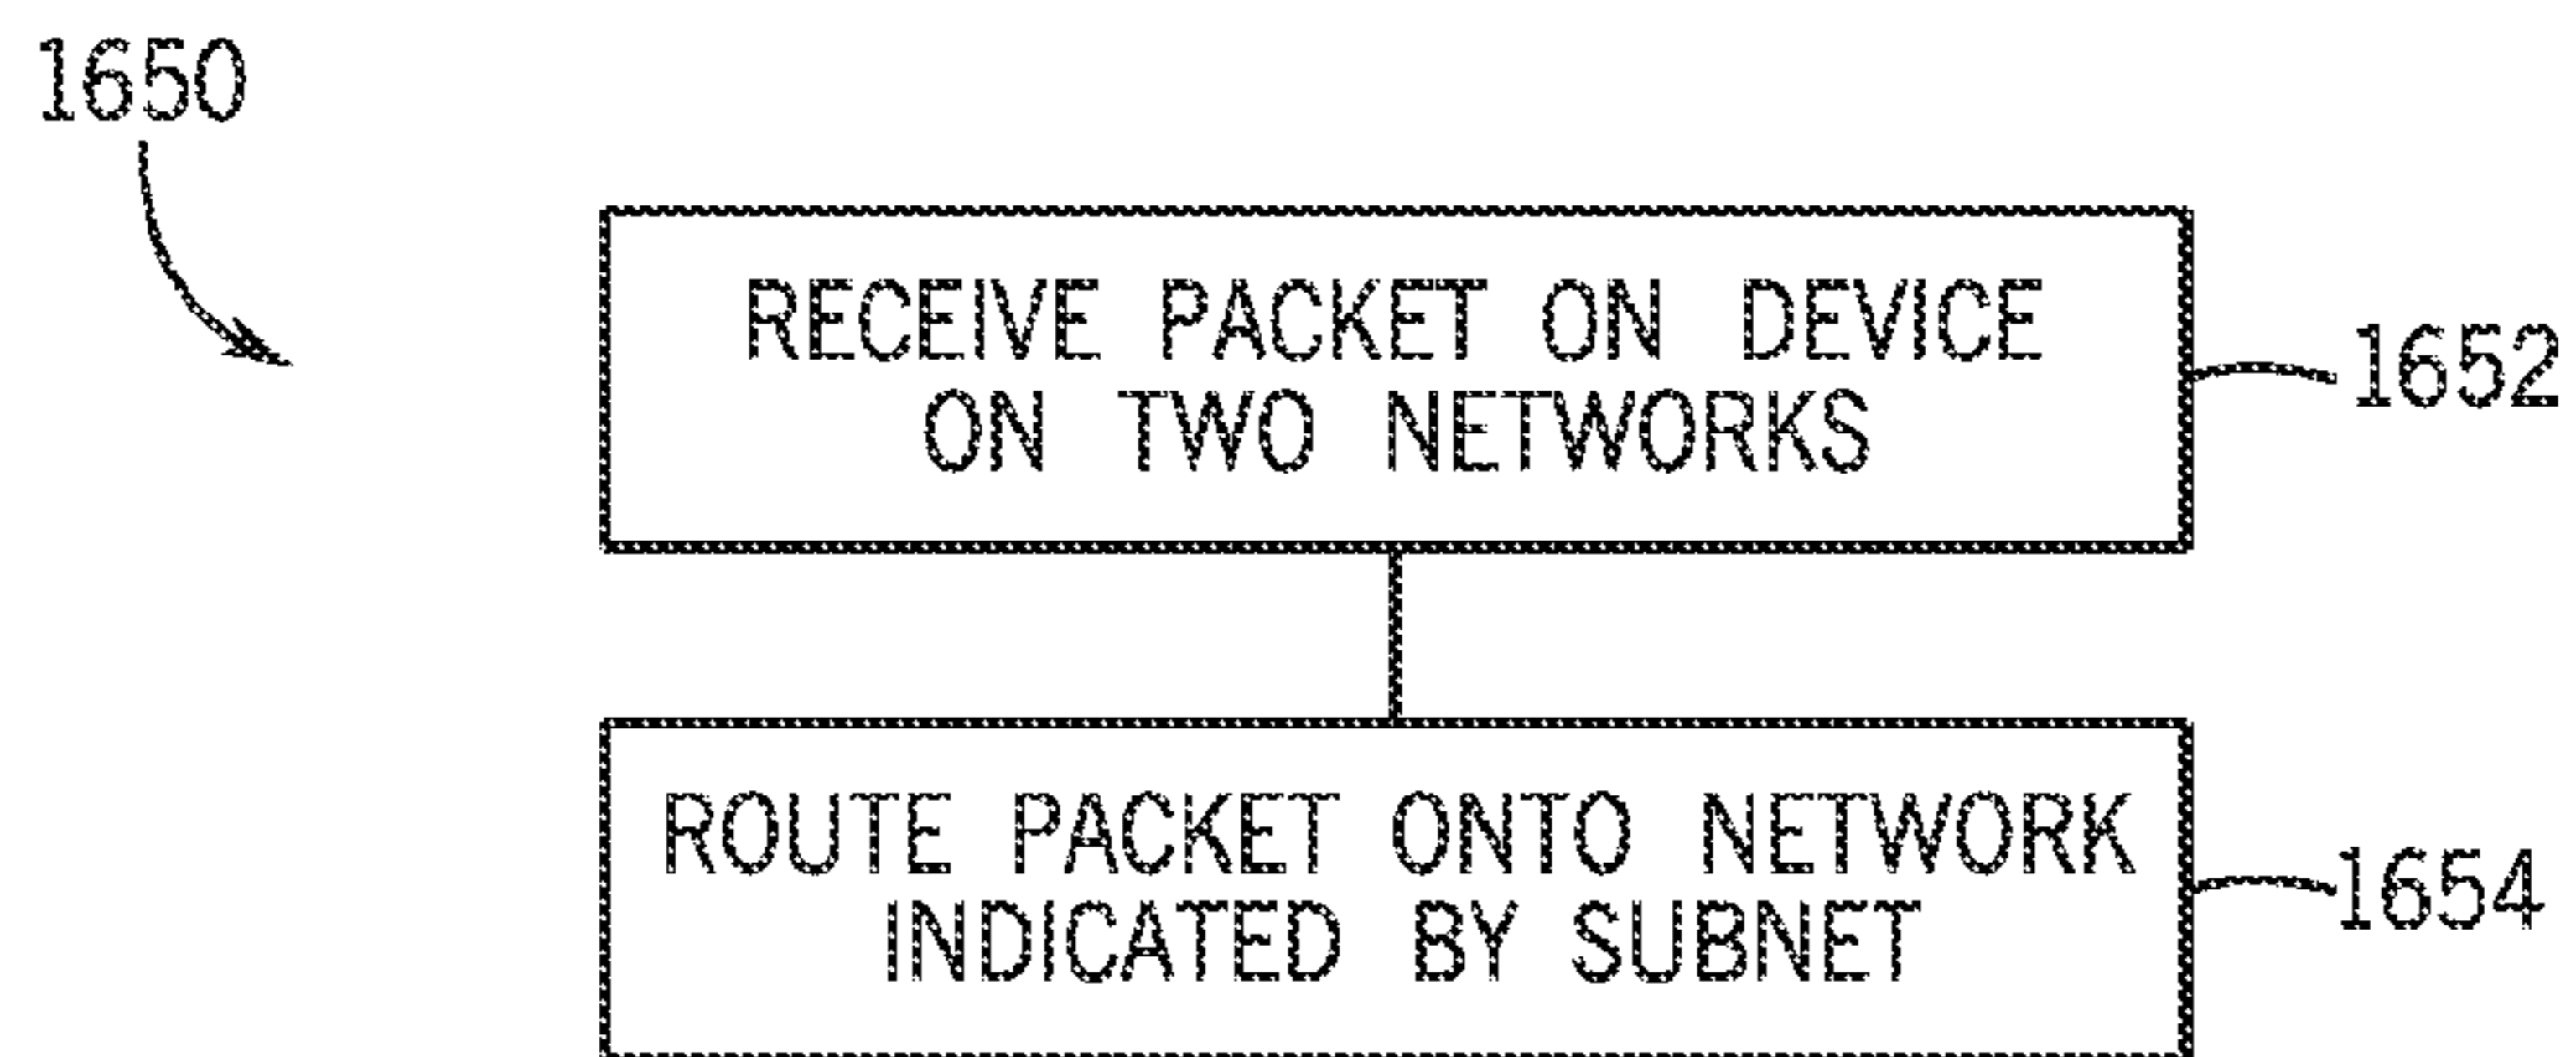 1650
RECEIVE PACKET ON DEVICE
ON TWO NETWORKS
1652
ROUTE PACKET ONTO NETWORK
INDICATED BY SUBNET
1654